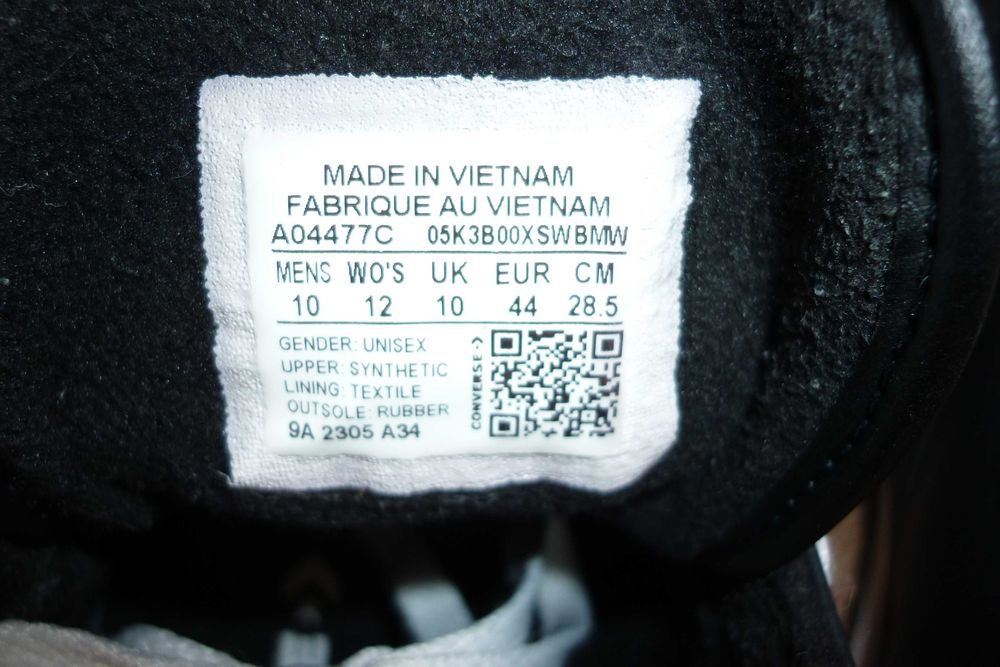 MADE IN VIETNAM
FABRIQUE AU VIETNAM
A04477C 05K3B00XSWBMW
MENS WO'S UK EUR CM
10 12 10 44 28.5
GENDER: UNISEX
UPPER: SYNTHETIC
LINING: TEXTILE
OUTSOLE: RUBBER
9A 2305 A34
CONVERSE->